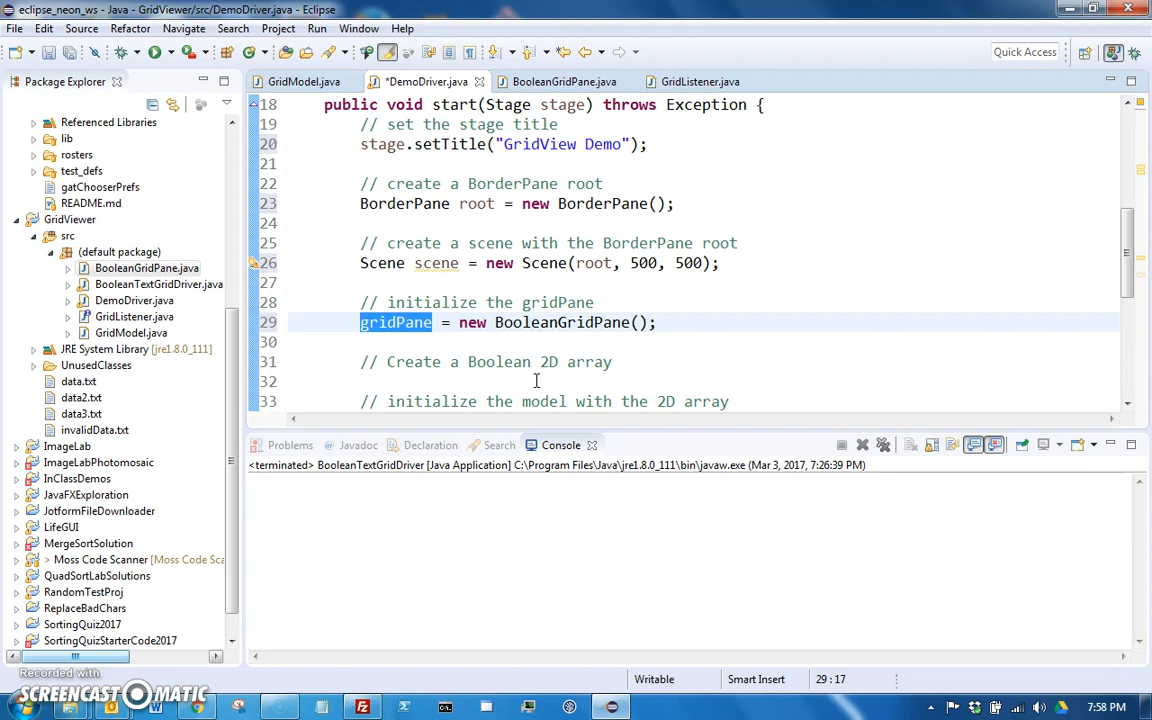 eclipse_neon_ws - Java - GridViewer/src/DemoDriver.java - Eclipse
File Edit Source Refactor Navigate Search Project Run Window Help
Quick Access
Package Explorer
GridModel.java *DemoDriver.java BooleanGridPane.java GridListener.java
Referenced Libraries
lib
rosters
test_defs
gatChooserPrefs
README.md
GridViewer
src
(default package)
BooleanGridPane.java
BooleanTextGridDriver.java
DemoDriver.java
GridListener.java
GridModel.java
JRE System Library [jre1.8.0_111]
UnusedClasses
data.txt
data2.txt
data3.txt
invalidData.txt
ImageLab
ImageLabPhotomosaic
InClassDemos
JavaFXExploration
JotformFileDownloader
LifeGUI
MergeSortSolution
> Moss Code Scanner [Moss Code Sca
QuadSortLabSolutions
RandomTestProj
ReplaceBadChars
SortingQuiz2017
SortingQuizStarterCode2017
18 public void start(Stage stage) throws Exception {
19 // set the stage title
20 stage.setTitle("GridView Demo");
21
22 // create a BorderPane root
23 BorderPane root = new BorderPane();
24
25 // create a scene with the BorderPane root
26 Scene scene = new Scene(root, 500, 500);
27
28 // initialize the gridPane
29 gridPane = new BooleanGridPane();
30
31 // Create a Boolean 2D array
32
33 // initialize the model with the 2D array
Problems Javadoc Declaration Search Console
<terminated> BooleanTextGridDriver [Java Application] C:\Program Files\Java\jre1.8.0_111\bin\javaw.exe (Mar 3, 2017, 7:26:39 PM)
Writable Smart Insert 29 : 17
Recorded with
SCREENCAST-O-MATIC
7:58 PM